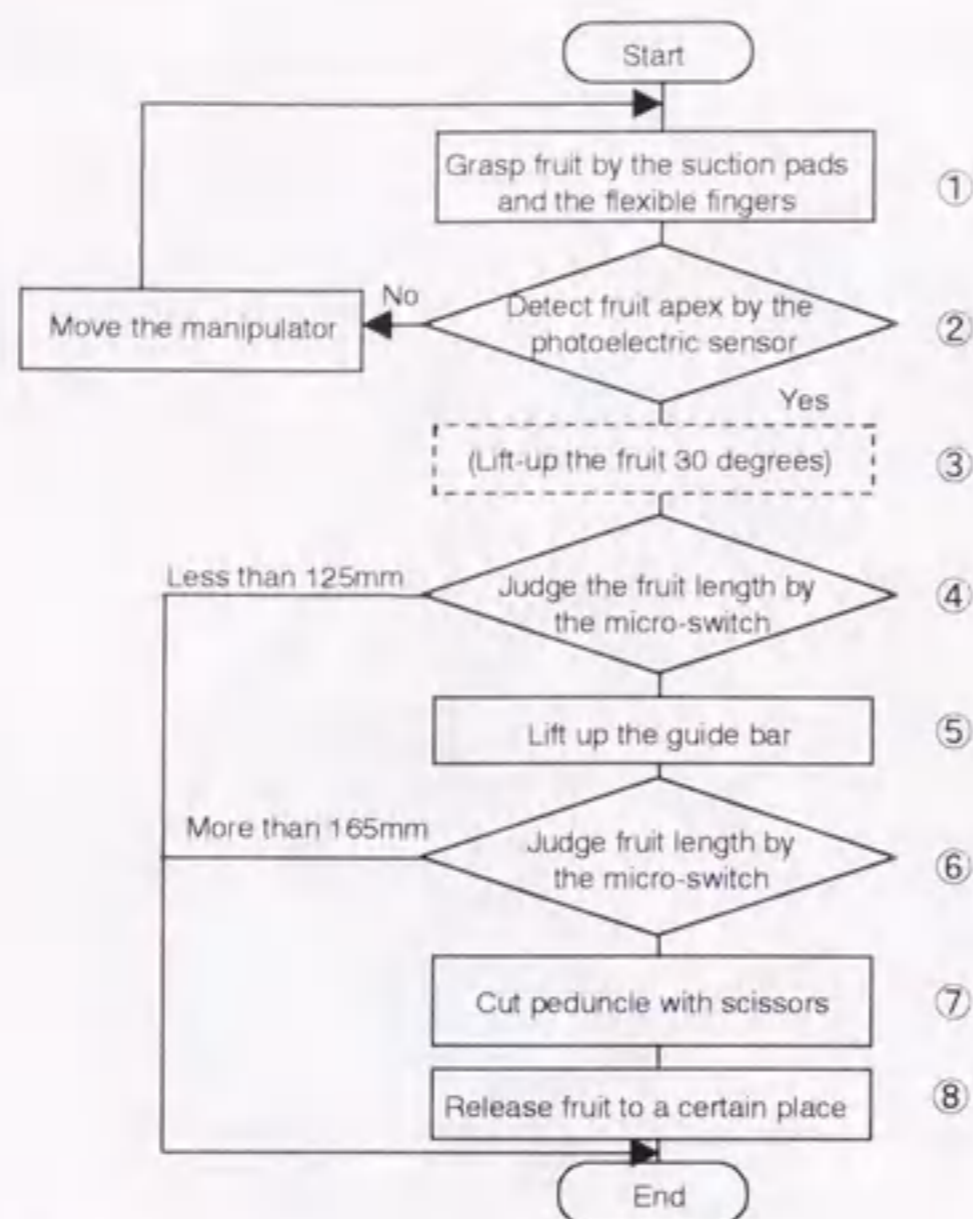 Start
Grasp fruit by the suction pads
and the flexible fingers
①
Move the manipulator
No
Detect fruit apex by the
photoelectric sensor
②
Yes
(Lift-up the fruit 30 degrees)
③
Less than 125mm
Judge the fruit length by
the micro-switch
④
Lift up the guide bar
⑤
More than 165mm
Judge fruit length by
the micro-switch
⑥
Cut peduncle with scissors
⑦
Release fruit to a certain place
⑧
End